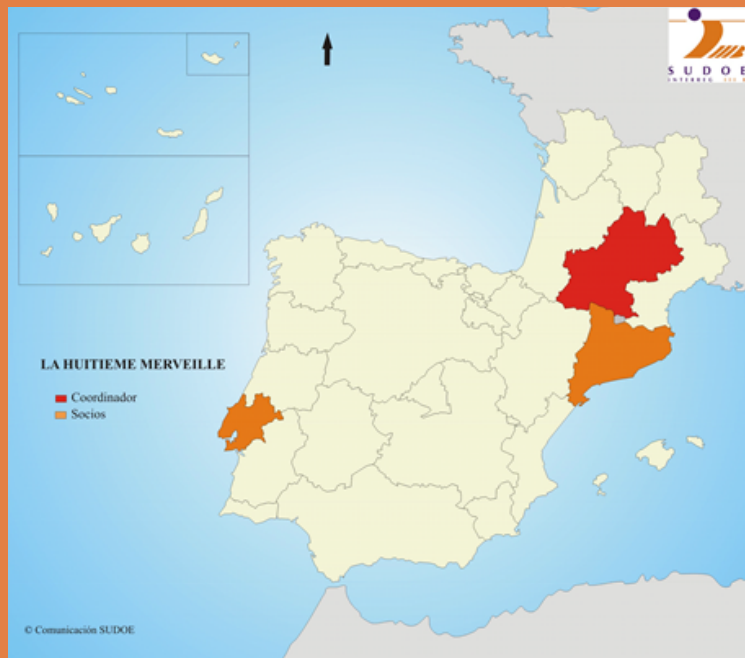 SUDOE
LA HUITIEME MERVEILLE
Coordinador
Socios
© Comunicación SUDOE